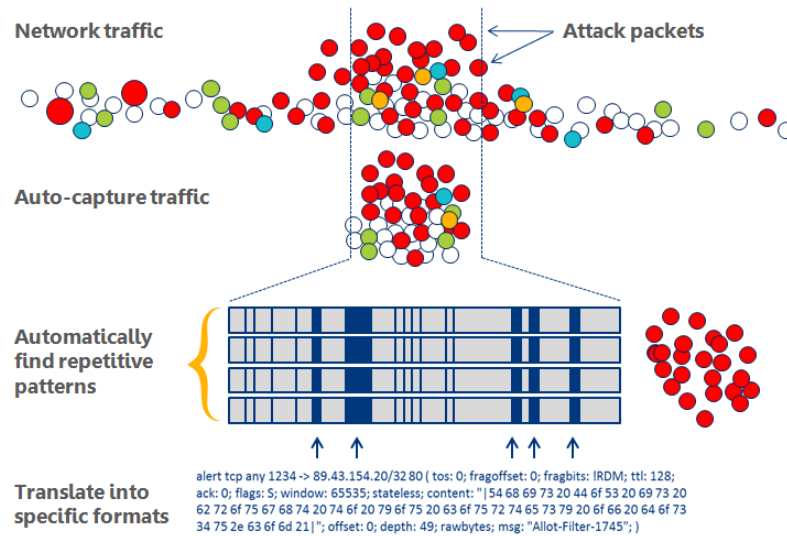 Network traffic
Attack packets
Auto-capture traffic
Automatically
find repetitive
patterns
Translate into
specific formats
alert tcp any 1234 -> 89.43.154.20/32 80 ( tos: 0; fragoffset: 0; fragbits: !RDM; ttl: 128;
ack: 0; flags: S; window: 65535; stateless; content: "|54 68 69 73 20 44 6f 53 20 69 73 20
62 72 6f 75 67 68 74 20 74 6f 20 79 6f 75 20 63 6f 75 72 74 65 73 79 20 6f 66 20 64 6f 73
34 75 2e 63 6f 6d 21|"; offset: 0; depth: 49; rawbytes; msg: "Allot-Filter-1745"; )